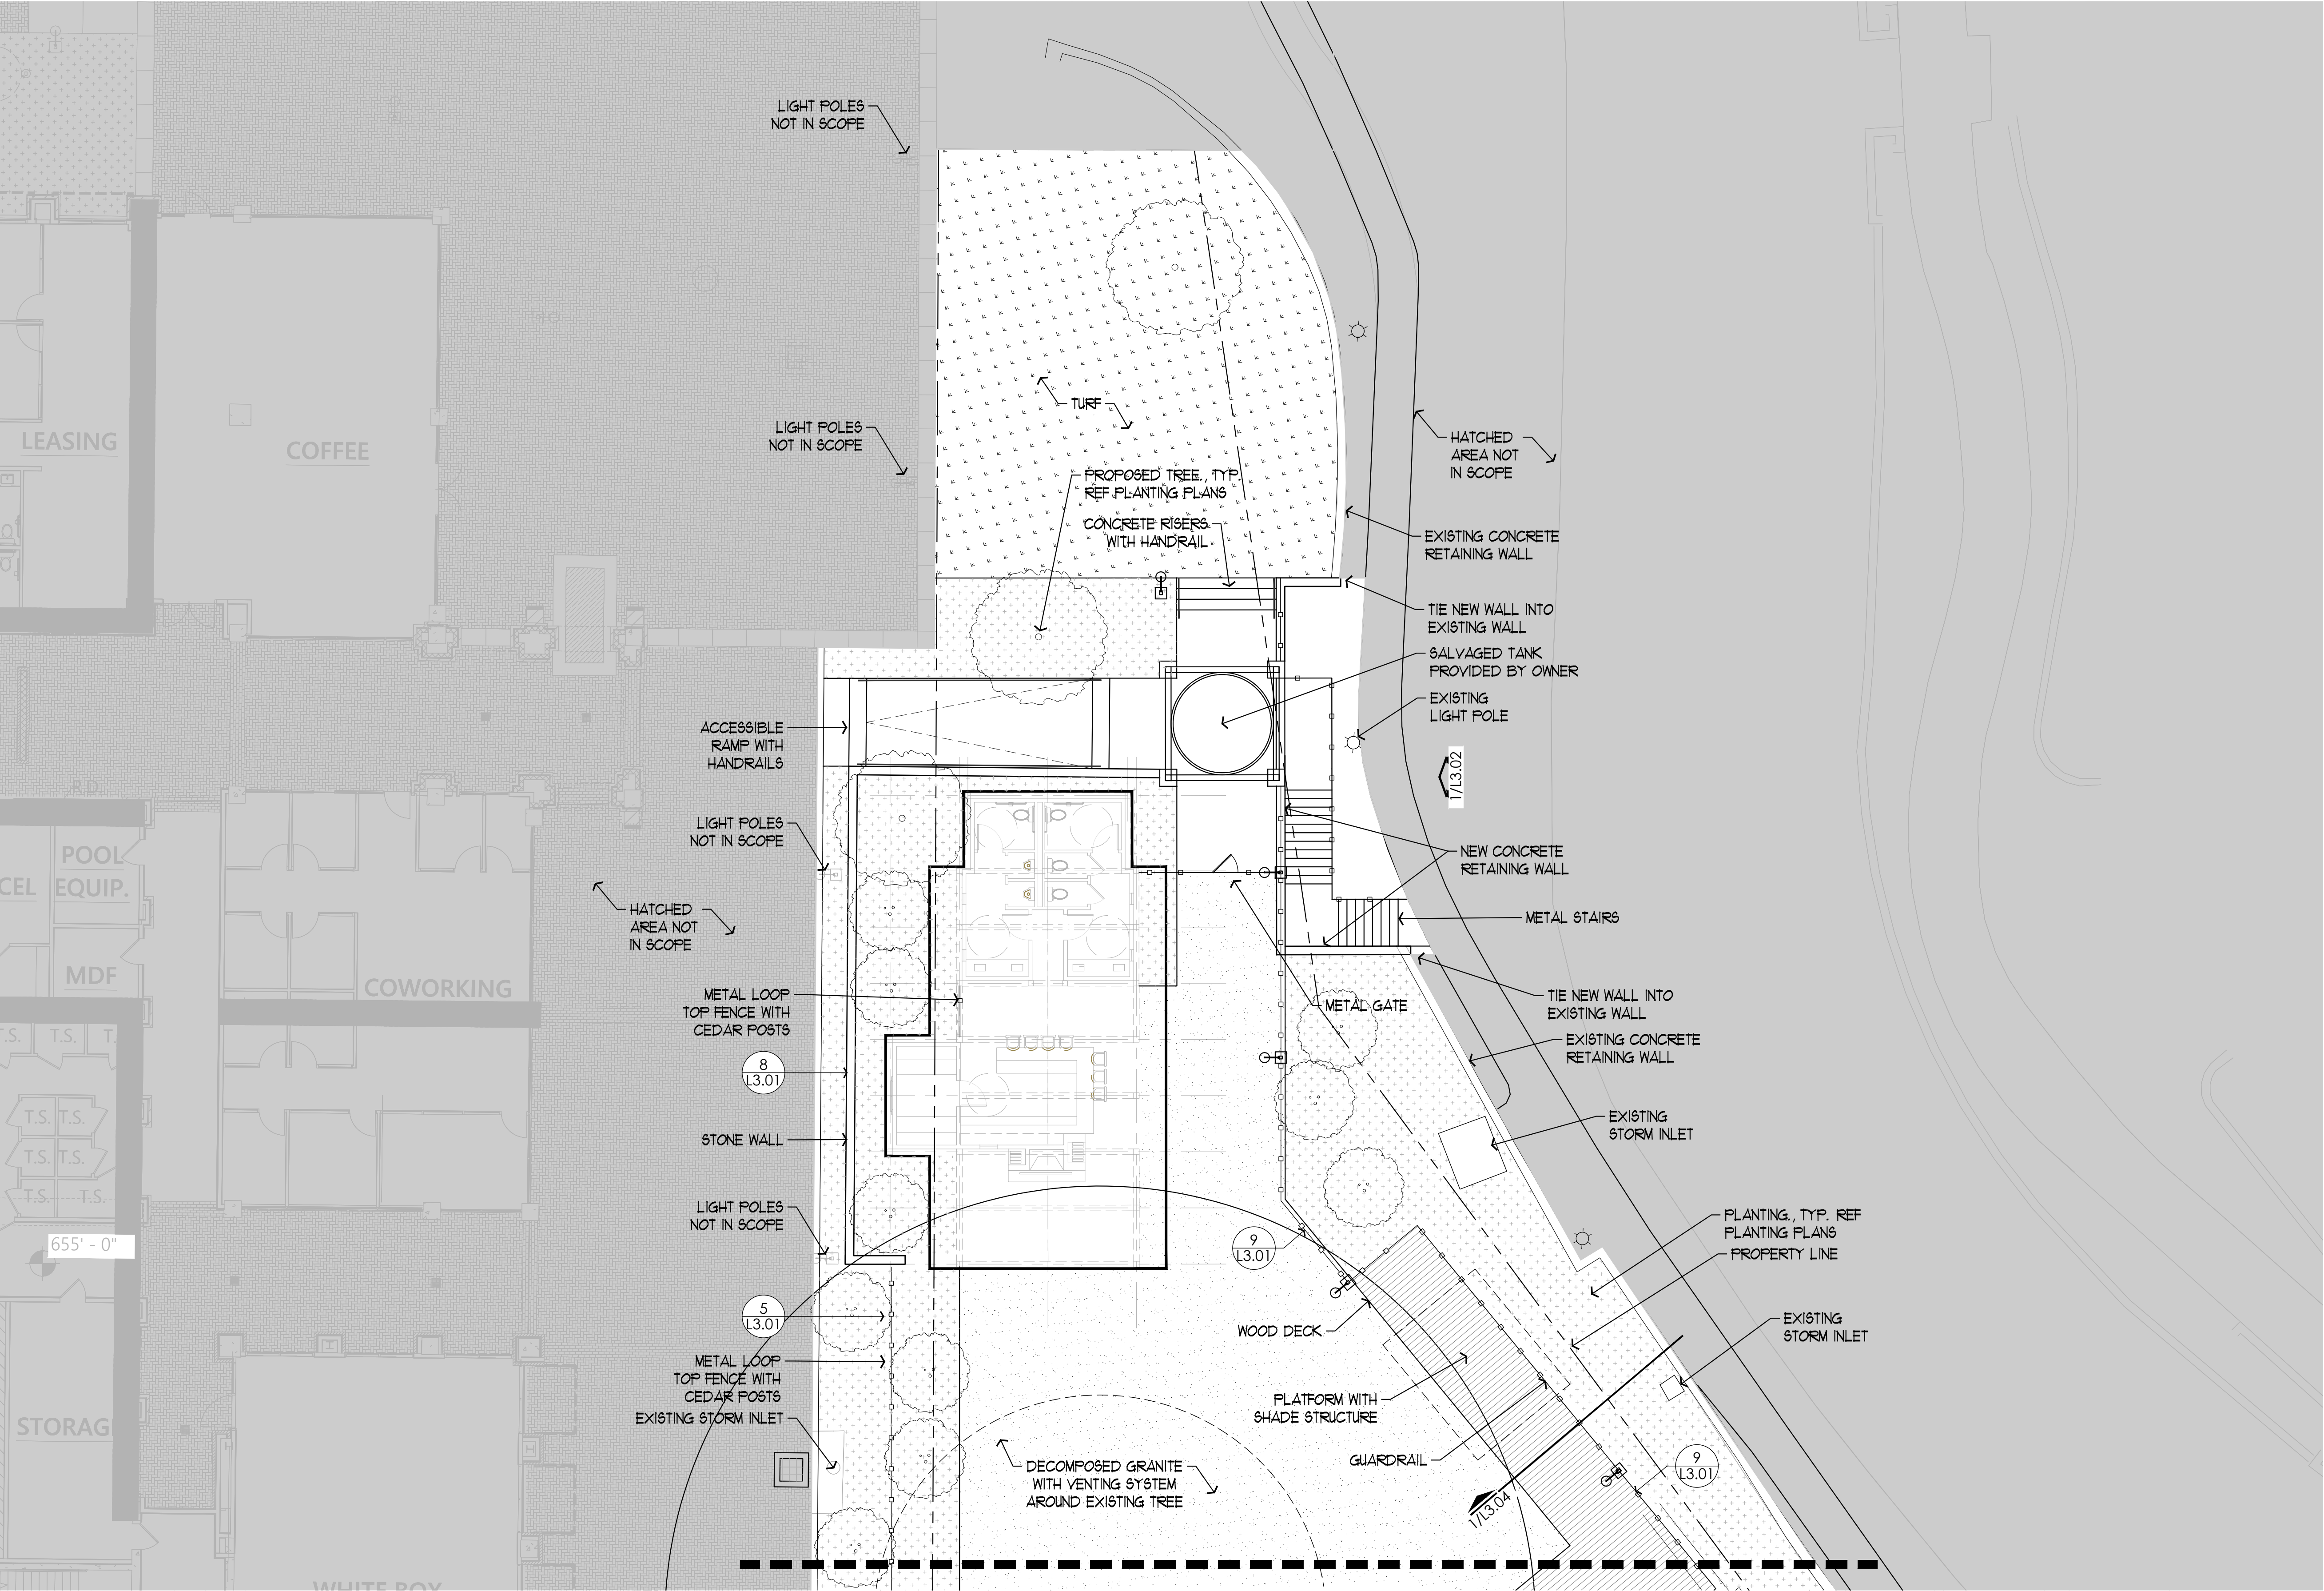 LIGHT POLES
NOT IN SCOPE
LIGHT POLES
NOT IN SCOPE
TURF
PROPOSED TREE., TYP.
REF PLANTING PLANS
CONCRETE RISERS
WITH HANDRAIL
HATCHED
AREA NOT
IN SCOPE
EXISTING CONCRETE
RETAINING WALL
TIE NEW WALL INTO
EXISTING WALL
SALVAGED TANK
PROVIDED BY OWNER
EXISTING
LIGHT POLE
1/L3.02
NEW CONCRETE
RETAINING WALL
METAL STAIRS
METAL GATE
TIE NEW WALL INTO
EXISTING WALL
EXISTING CONCRETE
RETAINING WALL
EXISTING
STORM INLET
PLANTING., TYP. REF
PLANTING PLANS
PROPERTY LINE
EXISTING
STORM INLET
9
L3.01
ACCESSIBLE
RAMP WITH
HANDRAILS
LIGHT POLES
NOT IN SCOPE
HATCHED
AREA NOT
IN SCOPE
METAL LOOP
TOP FENCE WITH
CEDAR POSTS
8
L3.01
STONE WALL
LIGHT POLES
NOT IN SCOPE
5
L3.01
METAL LOOP
TOP FENCE WITH
CEDAR POSTS
EXISTING STORM INLET
9
L3.01
WOOD DECK
PLATFORM WITH
SHADE STRUCTURE
GUARDRAIL
DECOMPOSED GRANITE
WITH VENTING SYSTEM
AROUND EXISTING TREE
1/L3.04
LEASING
COFFEE
R.D.
POOL
EQUIP.
CEL
MDF
COWORKING
T.S.
T.S.
T.
T.S.
T.S.
T.S.
T.S.
T.S.
T.S.
655' - 0"
STORAG
WHITE BOX